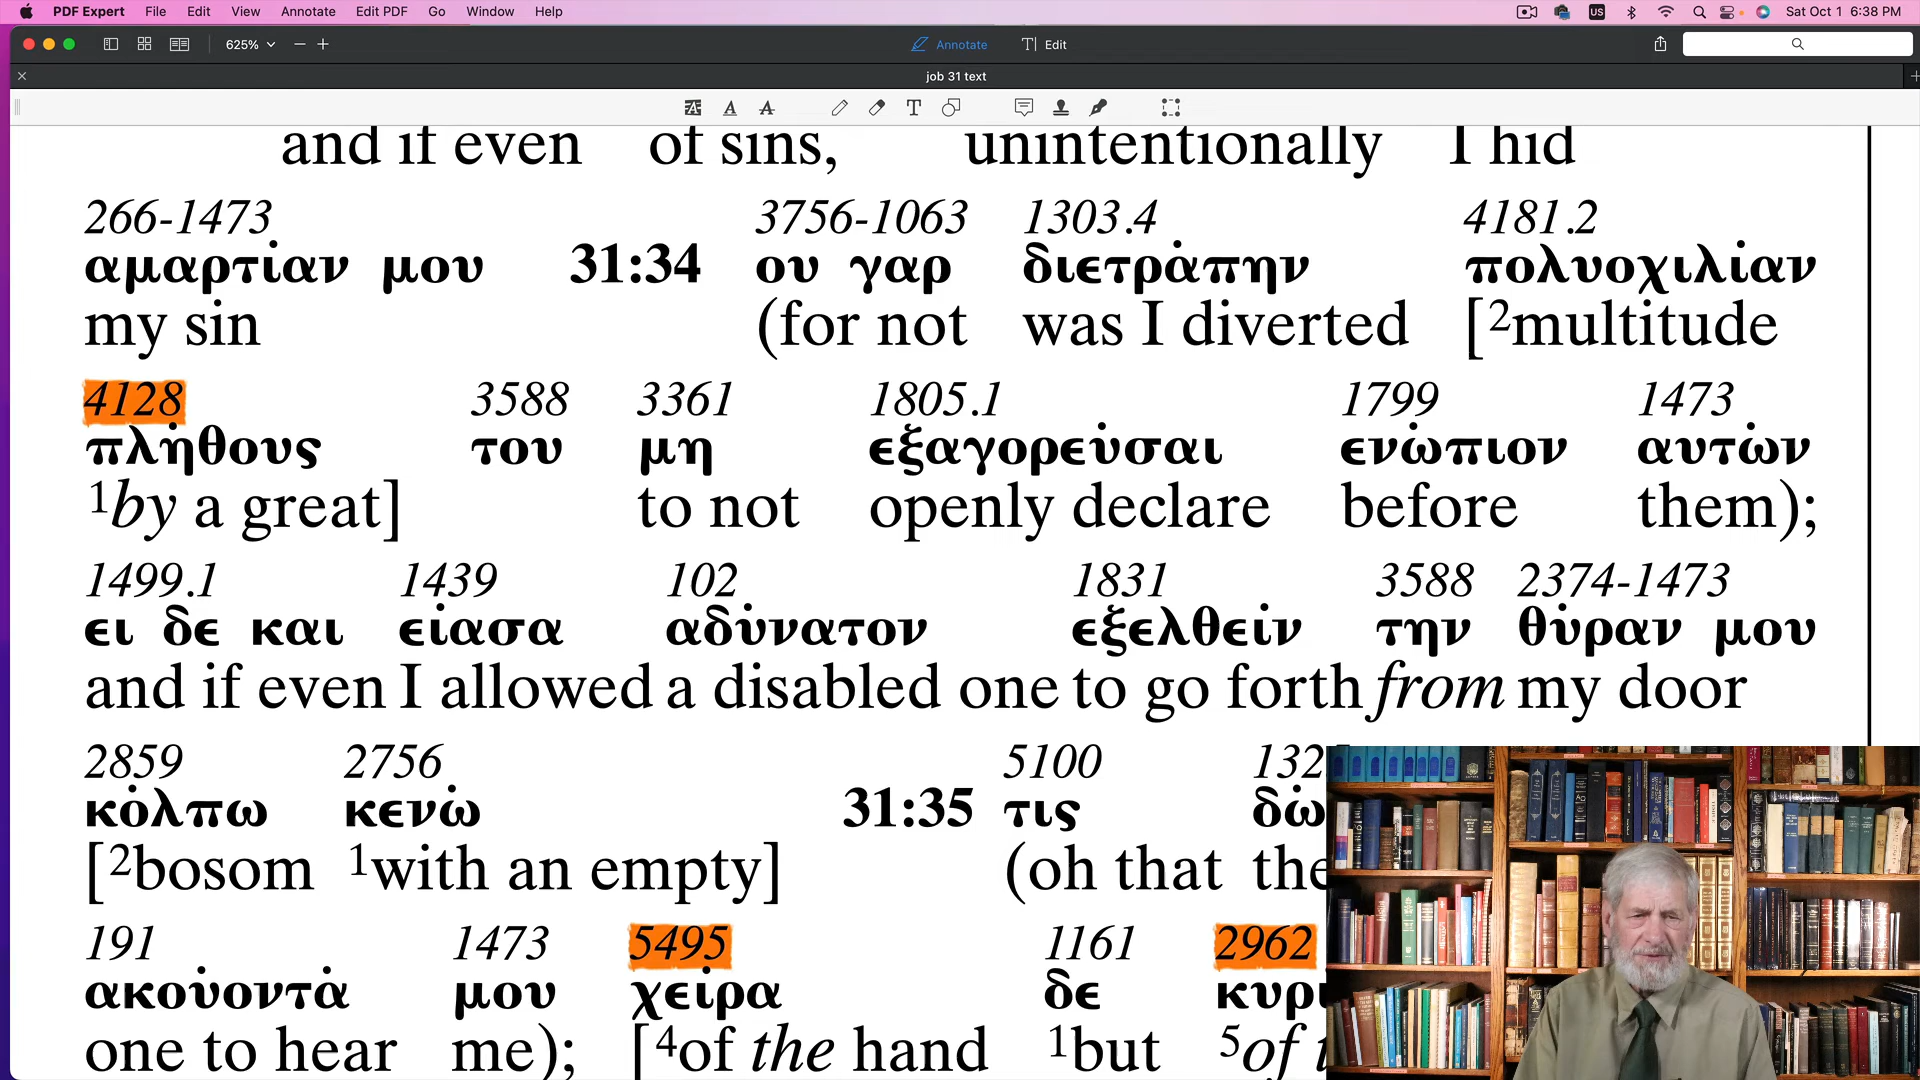 PDF Expert File Edit View Annotate Edit PDF Go Window Help US Sat Oct 1 6:38 PM
625% Annotate T| Edit
job 31 text
and if even of sins, unintentionally I hid
266-1473 3756-1063 1303.4 4181.2
αμαρτίαν μου 31:34 ου γαρ διετράπην πολυοχιλίαν
my sin (for not was I diverted [²multitude
4128 3588 3361 1805.1 1799 1473
πλήθους του μη εξαγορεύσαι ενώπιον αυτών
¹by a great] to not openly declare before them);
1499.1 1439 102 1831 3588 2374-1473
ει δε και είασα αδύνατον εξελθείν την θύραν μου
and if even I allowed a disabled one to go forth from my door
2859 2756 5100 132
κόλπω κενώ 31:35 τις δώ
[²bosom ¹with an empty] (oh that the
191 1473 5495 1161 2962
ακούοντά μου χείρα δε κυρι
one to hear me); [⁴of the hand ¹but ⁵of